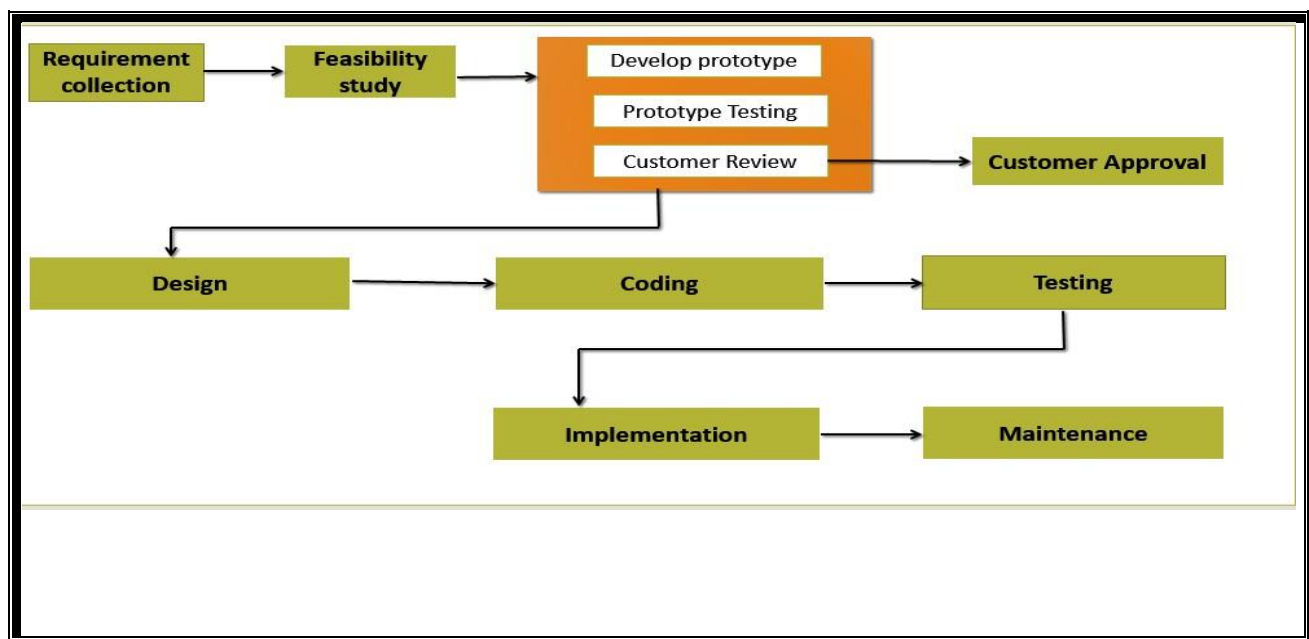 Requirement
collection
Feasibility
study
Develop prototype
Prototype Testing
Customer Review
Customer Approval
Design
Coding
Testing
Implementation
Maintenance